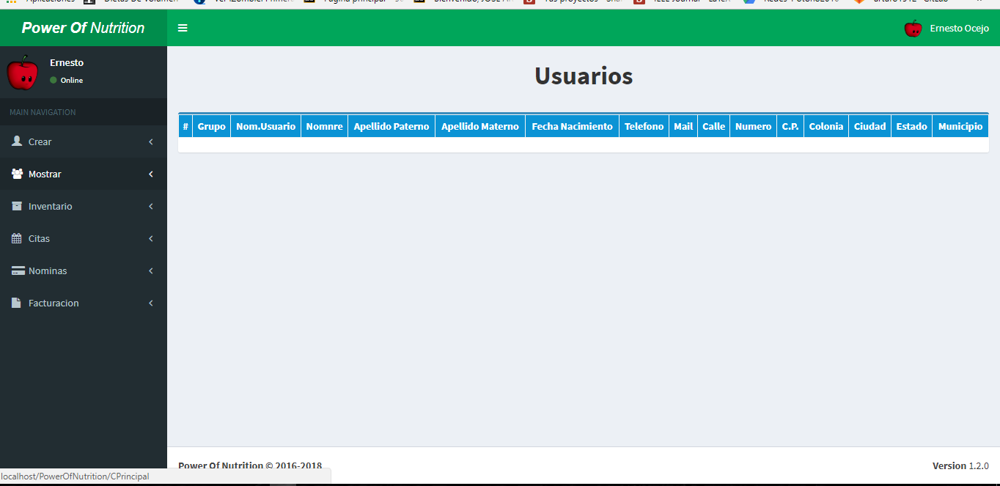 Power Of Nutrition
Ernesto Ocejo
Ernesto
Online
MAIN NAVIGATION
Crear
Mostrar
Inventario
Citas
Nominas
Facturacion
Usuarios
# Grupo Nom.Usuario Nomnre Apellido Paterno Apellido Materno Fecha Nacimiento Telefono Mail Calle Numero C.P. Colonia Ciudad Estado Municipio
Power Of Nutrition © 2016-2018
Version 1.2.0
localhost/PowerOfNutrition/CPrincipal